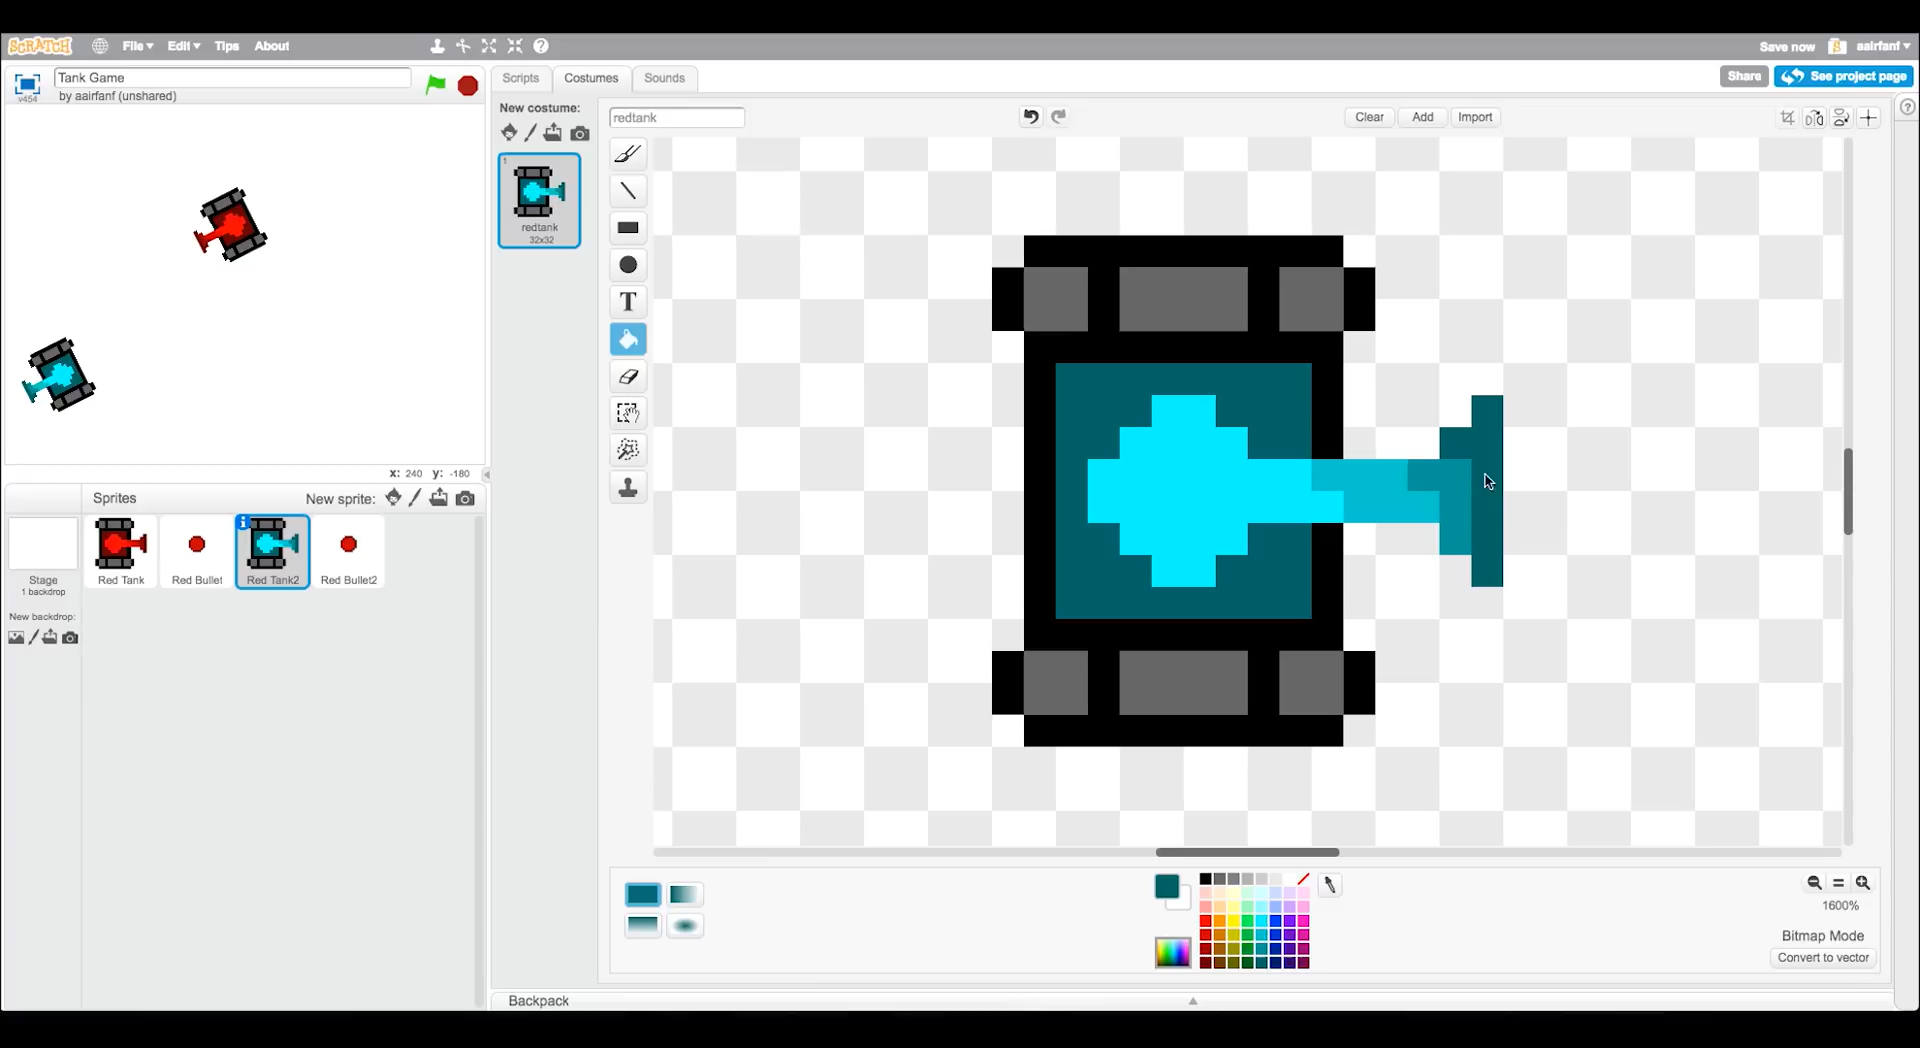 SCRATCH File Edit Tips About Save now S aairfanf
v454 Tank Game
by aairfanf (unshared)
Scripts Costumes Sounds
Share See project page
New costume:
redtank
Clear Add Import
1
redtank
32x32
T
x: 240 y: -180
Sprites New sprite:
Stage
1 backdrop
New backdrop:
Red Tank Red Bullet Red Tank2 Red Bullet2
1600%
Bitmap Mode
Convert to vector
Backpack